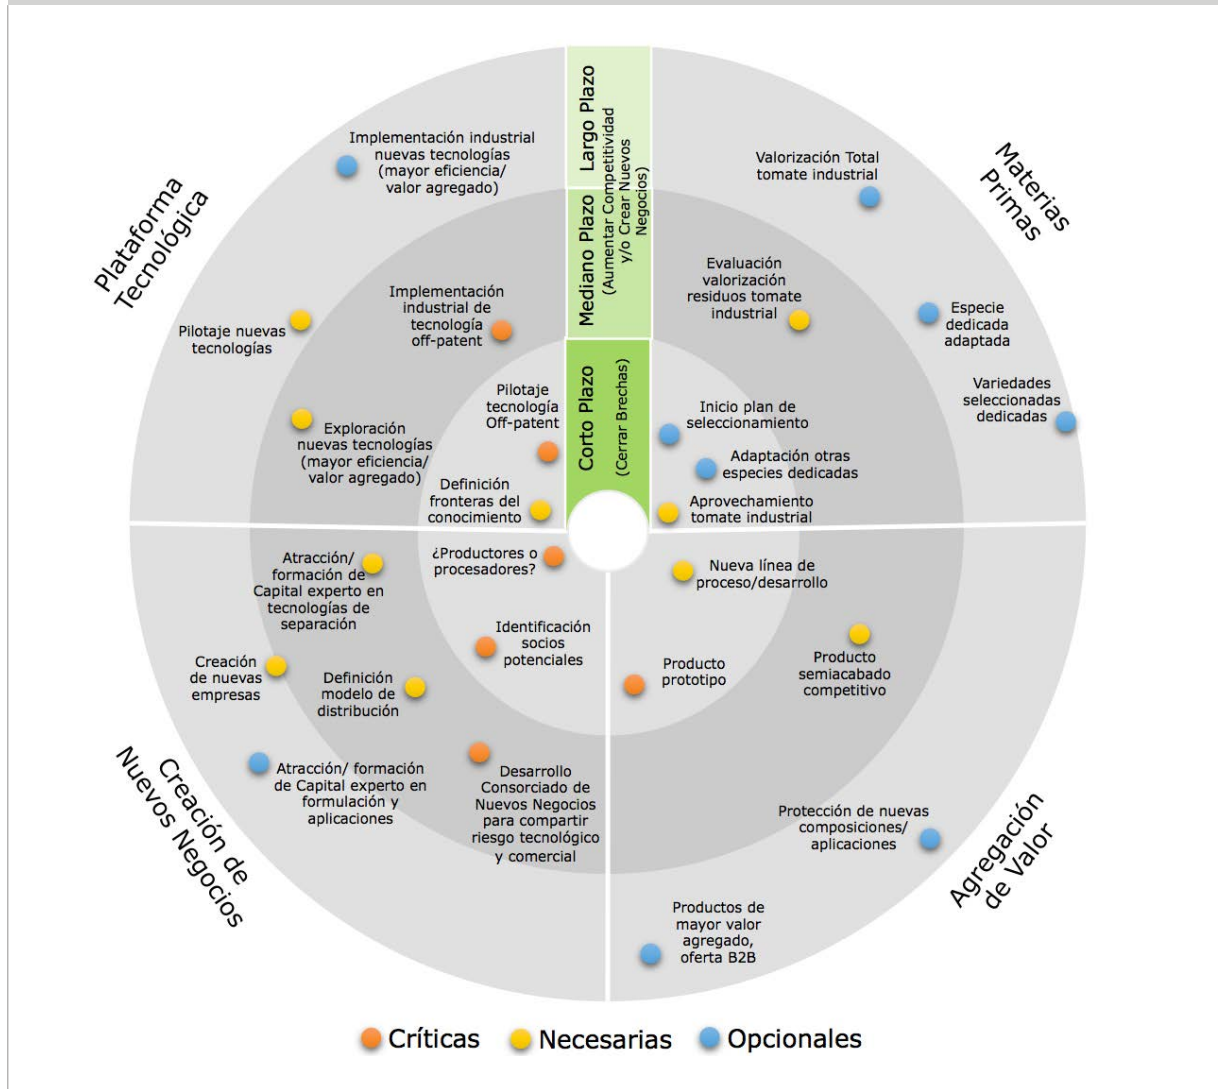 Largo Plazo
Mediano Plazo
(Aumentar Competitividad
y/o Crear Nuevos
Negocios)
Corto Plazo
(Cerrar Brechas)
Plataforma
Tecnológica
Implementación industrial
nuevas tecnologías
(mayor eficiencia/
valor agregado)
Pilotaje nuevas
tecnologías
Implementación
industrial de
tecnología
off-patent
Exploración
nuevas tecnologías
(mayor eficiencia/
valor agregado)
Pilotaje
tecnología
Off-patent
Definición
fronteras del
conocimiento
Materias
Primas
Valorización Total
tomate industrial
Evaluación
valorización
residuos tomate
industrial
Especie
dedicada
adaptada
Variedades
seleccionadas
dedicadas
Inicio plan de
seleccionamiento
Adaptación otras
especies dedicadas
Aprovechamiento
tomate industrial
Creación de
Nuevos Negocios
¿Productores o
procesadores?
Atracción/
formación de
Capital experto en
tecnologías de
separación
Identificación
socios
potenciales
Creación
de nuevas
empresas
Definición
modelo de
distribución
Atracción/ formación
de Capital experto en
formulación y
aplicaciones
Desarrollo
Consorciado de
Nuevos Negocios
para compartir
riesgo tecnológico
y comercial
Agregación
de Valor
Nueva línea de
proceso/desarrollo
Producto
prototipo
Producto
semiacabado
competitivo
Protección de nuevas
composiciones/
aplicaciones
Productos de
mayor valor
agregado,
oferta B2B
Críticas
Necesarias
Opcionales